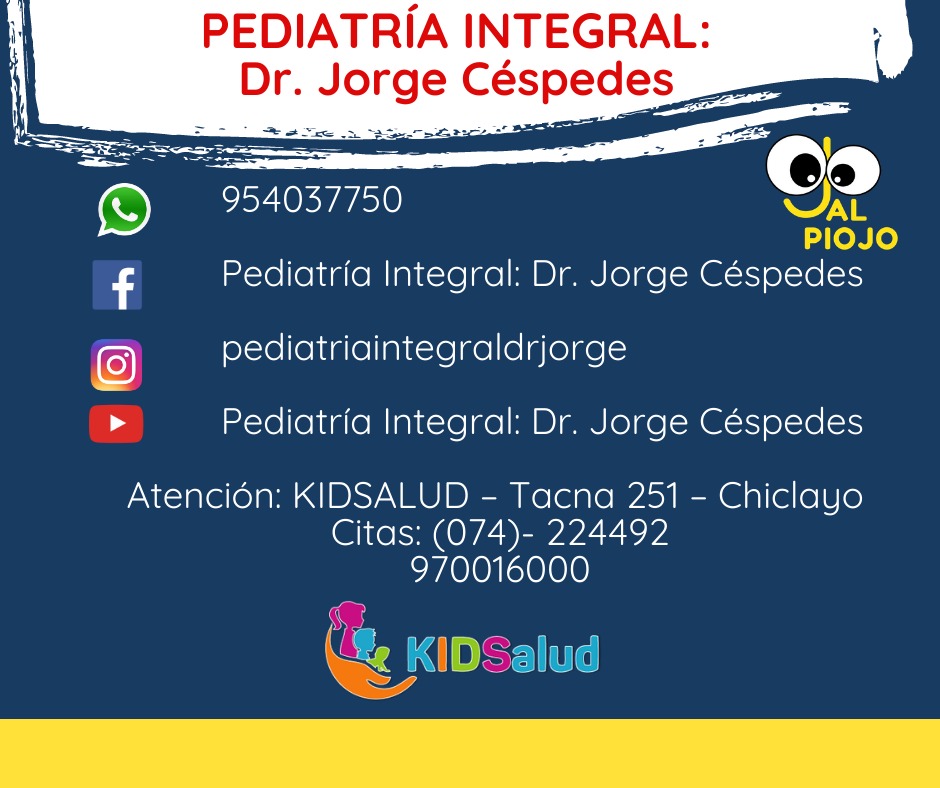 PEDIATRÍA INTEGRAL:
Dr. Jorge Céspedes
954037750
JAL
PIOJO
Pediatría Integral: Dr. Jorge Céspedes
pediatriaintegraldrjorge
Pediatría Integral: Dr. Jorge Céspedes
Atención: KIDSALUD – Tacna 251 – Chiclayo
Citas: (074)- 224492
970016000
KIDSalud